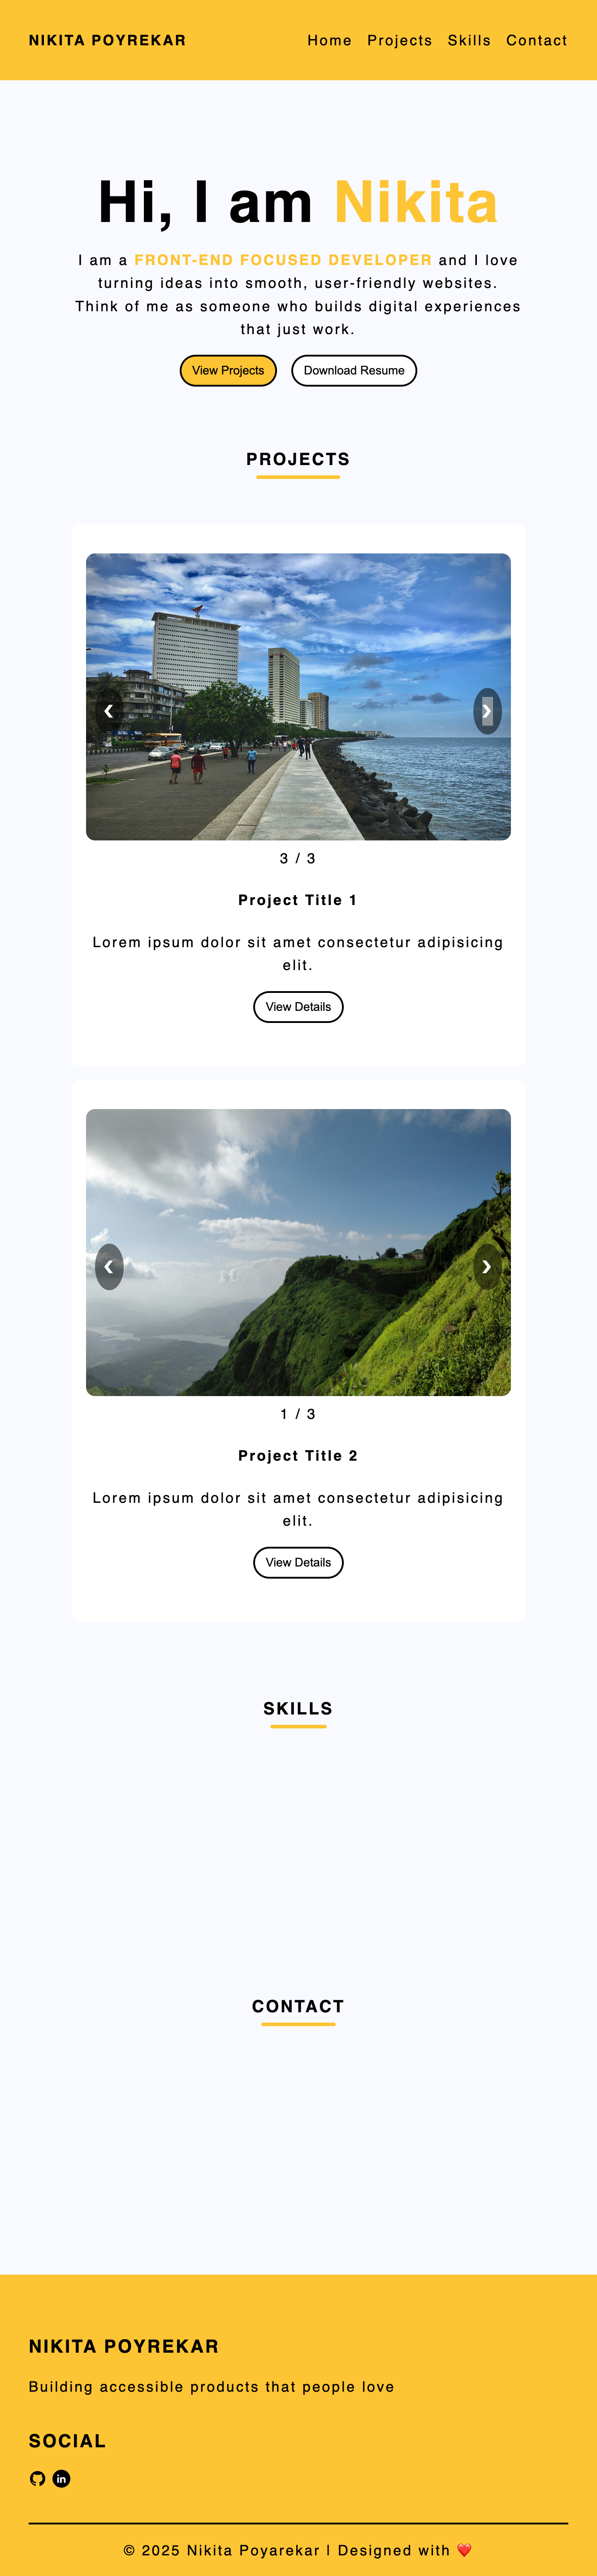 NIKITA POYREKAR
Home Projects Skills Contact
Hi, I am Nikita
I am a FRONT-END FOCUSED DEVELOPER and I love
turning ideas into smooth, user-friendly websites.
Think of me as someone who builds digital experiences
that just work.
View Projects
Download Resume
PROJECTS
❮
❯
3 / 3
Project Title 1
Lorem ipsum dolor sit amet consectetur adipisicing
elit.
View Details
❮
❯
1 / 3
Project Title 2
Lorem ipsum dolor sit amet consectetur adipisicing
elit.
View Details
SKILLS
CONTACT
NIKITA POYREKAR
Building accessible products that people love
SOCIAL
in
© 2025 Nikita Poyarekar | Designed with ❤️